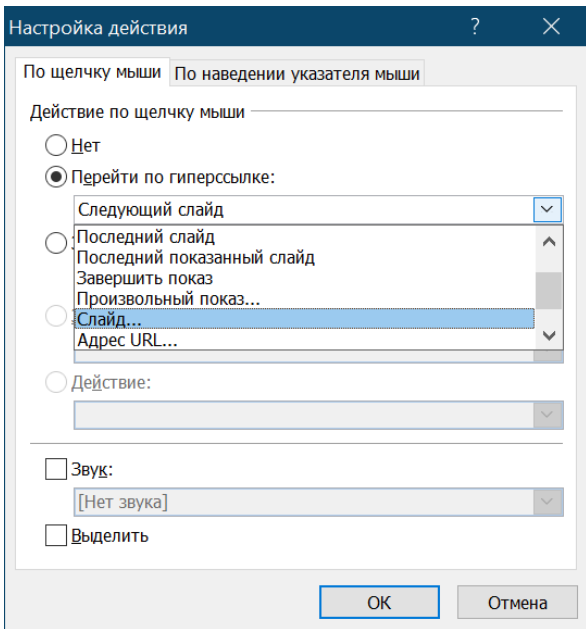 Настройка действия ? ×
По щелчку мыши По наведении указателя мыши
Действие по щелчку мыши
Нет
Перейти по гиперссылке:
Следующий слайд
Последний слайд
Последний показанный слайд
Завершить показ
Произвольный показ...
Слайд...
Адрес URL...
Действие:
Звук:
[Нет звука]
Выделить
ОК Отмена